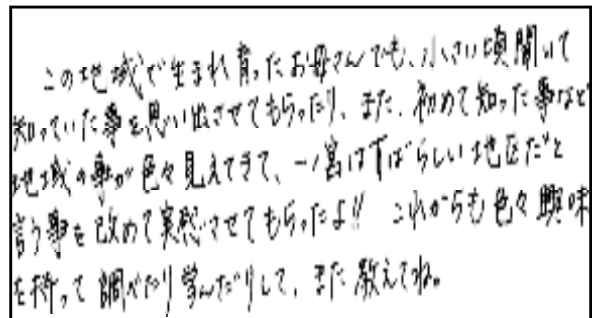 この地域で生まれ育ったお母さんでも、小さい頃聞いて
知っていた事を思い出させてもらったり、また、初めて知った事など
地域の事が色々見えてきて、一ノ宮はすばらしい地区だと
言う事を改めて実感させてもらったよ!! これからも色々興味
を持って調べたり学んだりして、また教えてね。